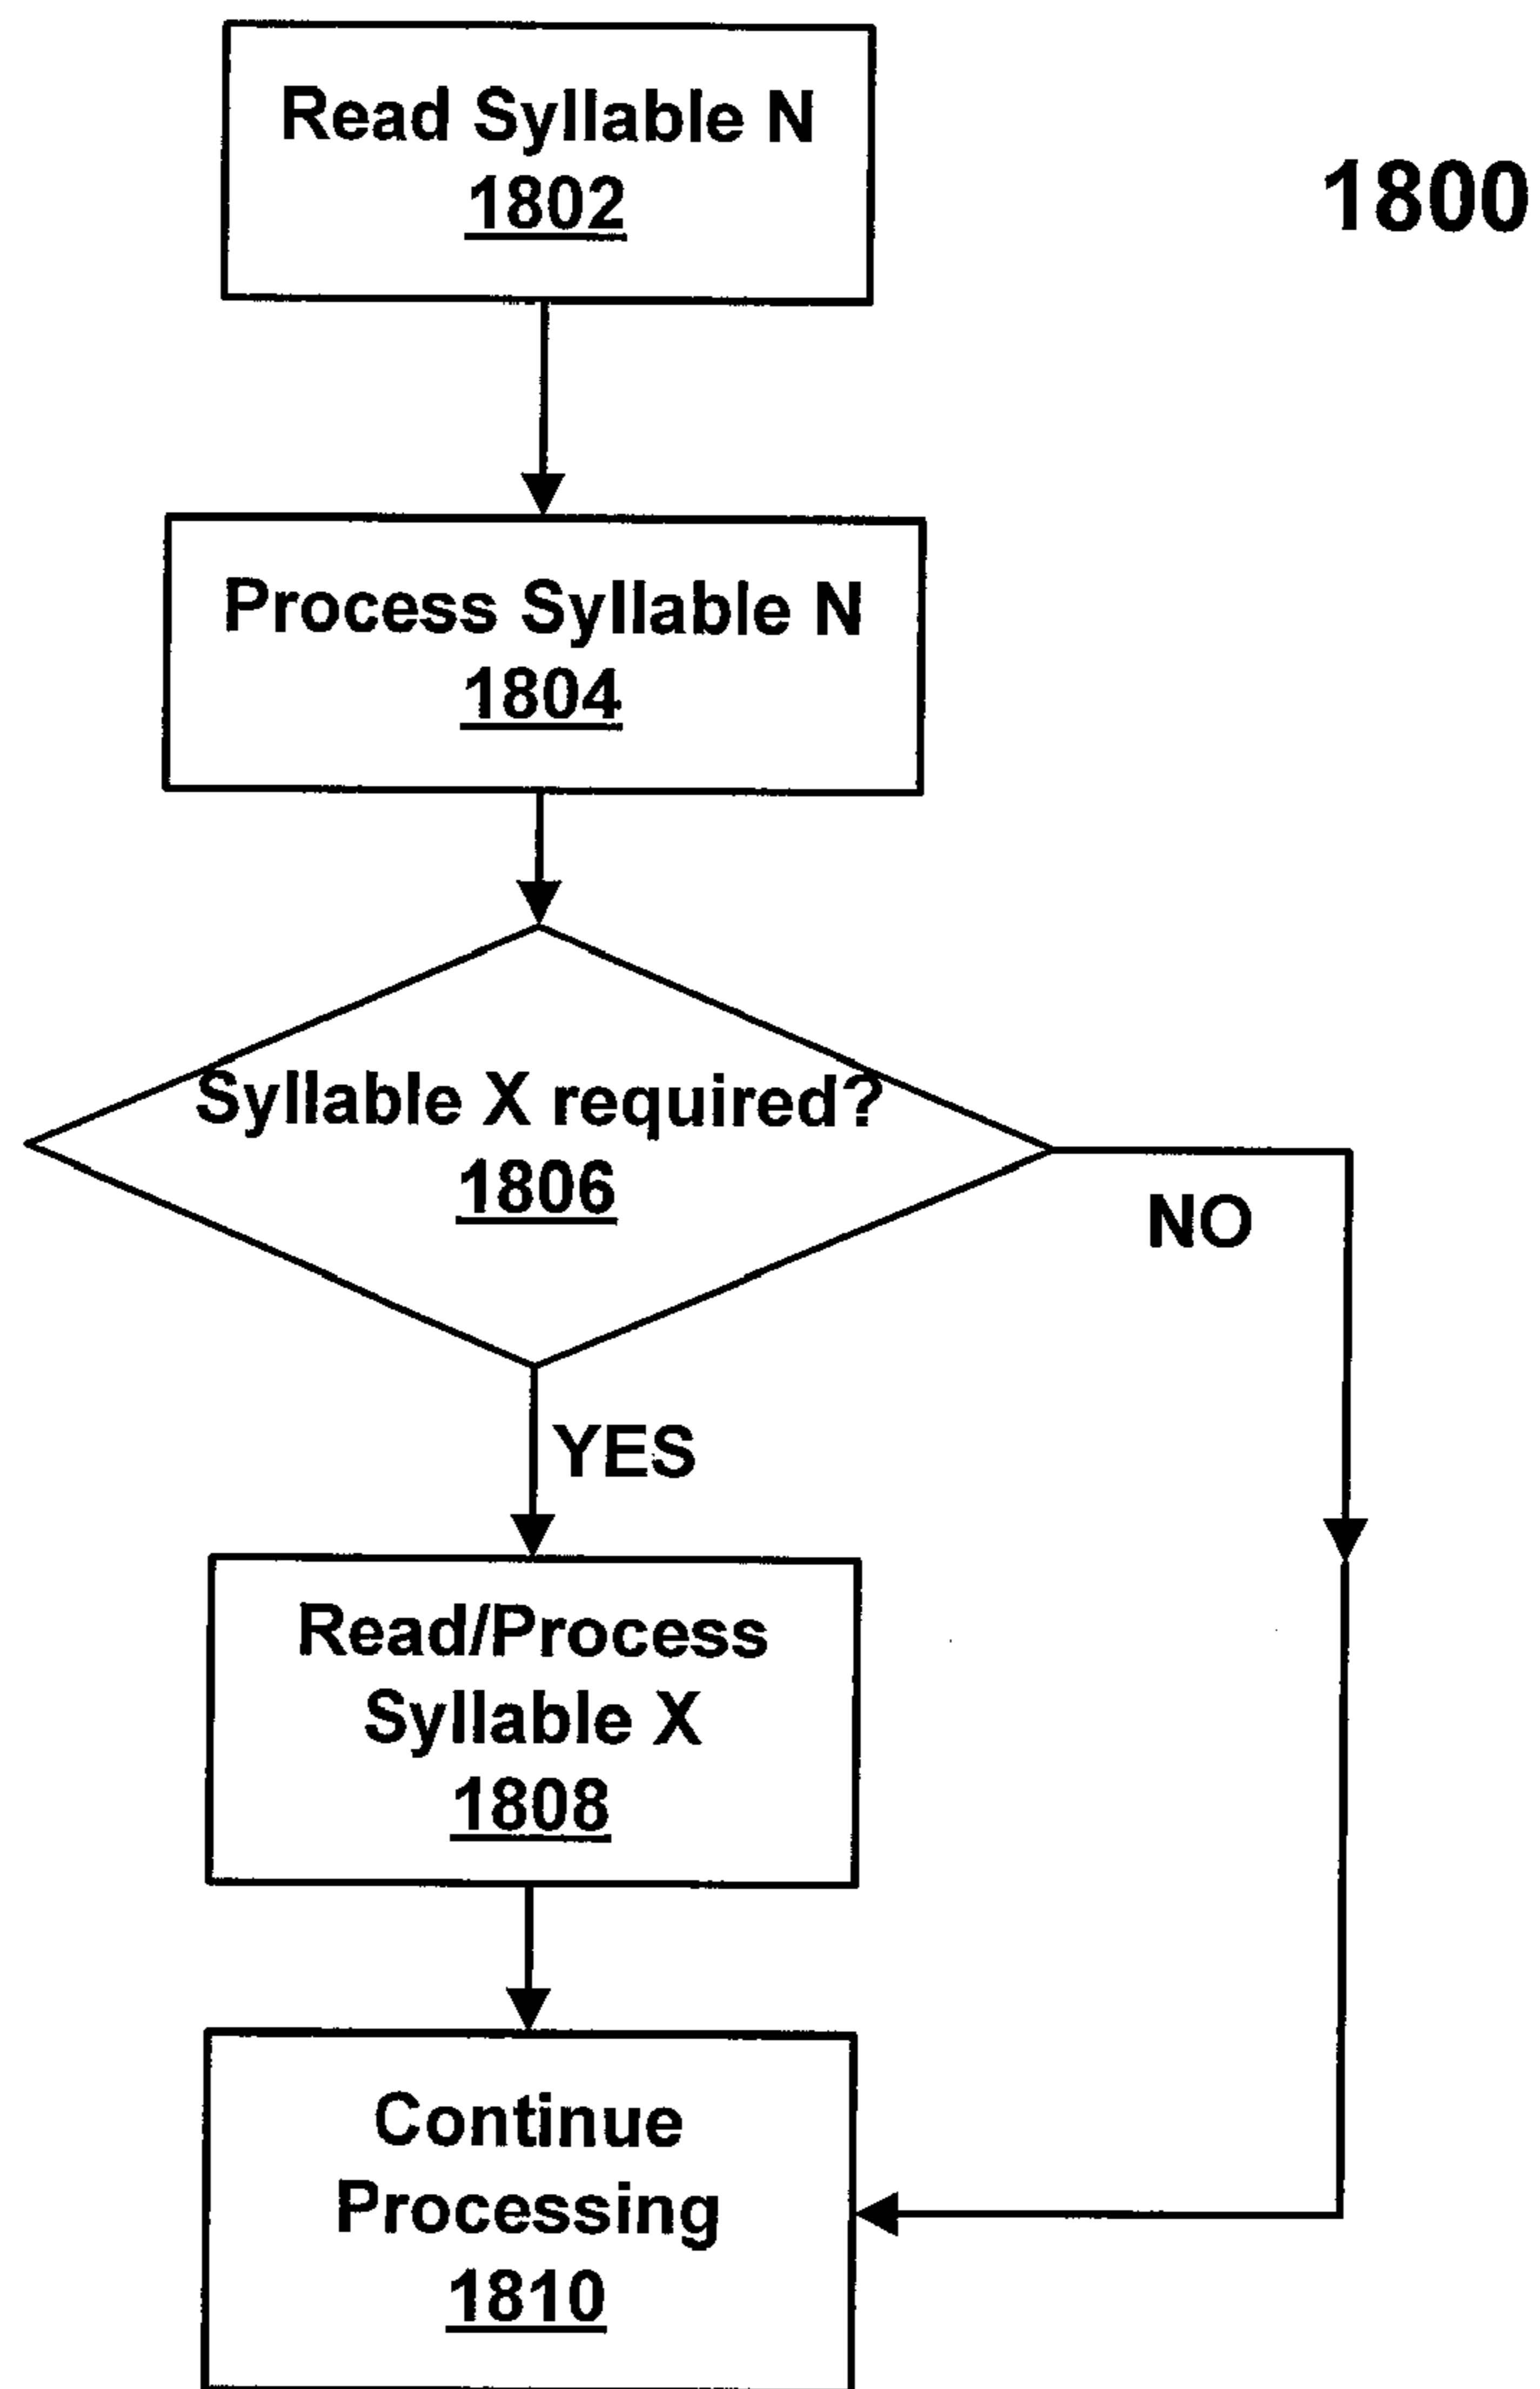 Read Syllable N
1802
1800
Process Syllable N
1804
Syllable X required?
1806
NO
YES
Read/Process
Syllable X
1808
Continue
Processing
1810